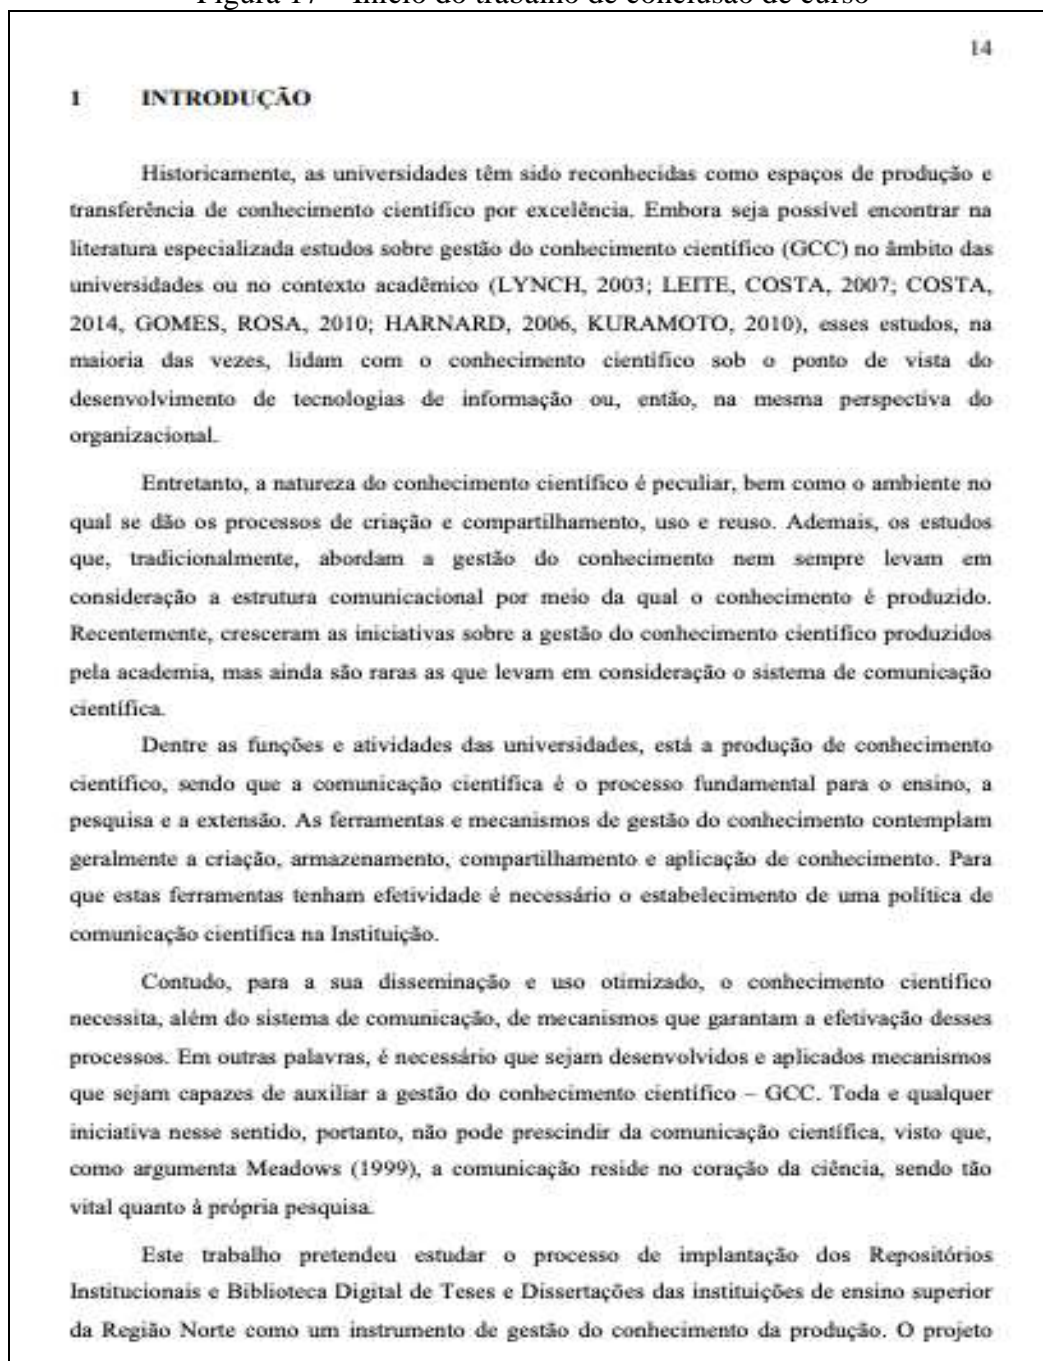 Figura 17 – Início do trabalho de conclusão de curso
14
1 INTRODUÇÃO
Historicamente, as universidades têm sido reconhecidas como espaços de produção e
transferência de conhecimento científico por excelência. Embora seja possível encontrar na
literatura especializada estudos sobre gestão do conhecimento científico (GCC) no âmbito das
universidades ou no contexto acadêmico (LYNCH, 2003; LEITE, COSTA, 2007; COSTA,
2014, GOMES, ROSA, 2010; HARNARD, 2006, KURAMOTO, 2010), esses estudos, na
maioria das vezes, lidam com o conhecimento científico sob o ponto de vista do
desenvolvimento de tecnologias de informação ou, então, na mesma perspectiva do
organizacional.
Entretanto, a natureza do conhecimento científico é peculiar, bem como o ambiente no
qual se dão os processos de criação e compartilhamento, uso e reuso. Ademais, os estudos
que, tradicionalmente, abordam a gestão do conhecimento nem sempre levam em
consideração a estrutura comunicacional por meio da qual o conhecimento é produzido.
Recentemente, cresceram as iniciativas sobre a gestão do conhecimento científico produzidos
pela academia, mas ainda são raras as que levam em consideração o sistema de comunicação
científica.
Dentre as funções e atividades das universidades, está a produção de conhecimento
científico, sendo que a comunicação científica é o processo fundamental para o ensino, a
pesquisa e a extensão. As ferramentas e mecanismos de gestão do conhecimento contemplam
geralmente a criação, armazenamento, compartilhamento e aplicação de conhecimento. Para
que estas ferramentas tenham efetividade é necessário o estabelecimento de uma política de
comunicação científica na Instituição.
Contudo, para a sua disseminação e uso otimizado, o conhecimento científico
necessita, além do sistema de comunicação, de mecanismos que garantam a efetivação desses
processos. Em outras palavras, é necessário que sejam desenvolvidos e aplicados mecanismos
que sejam capazes de auxiliar a gestão do conhecimento científico – GCC. Toda e qualquer
iniciativa nesse sentido, portanto, não pode prescindir da comunicação científica, visto que,
como argumenta Meadows (1999), a comunicação reside no coração da ciência, sendo tão
vital quanto à própria pesquisa.
Este trabalho pretendeu estudar o processo de implantação dos Repositórios
Institucionais e Biblioteca Digital de Teses e Dissertações das instituições de ensino superior
da Região Norte como um instrumento de gestão do conhecimento da produção. O projeto